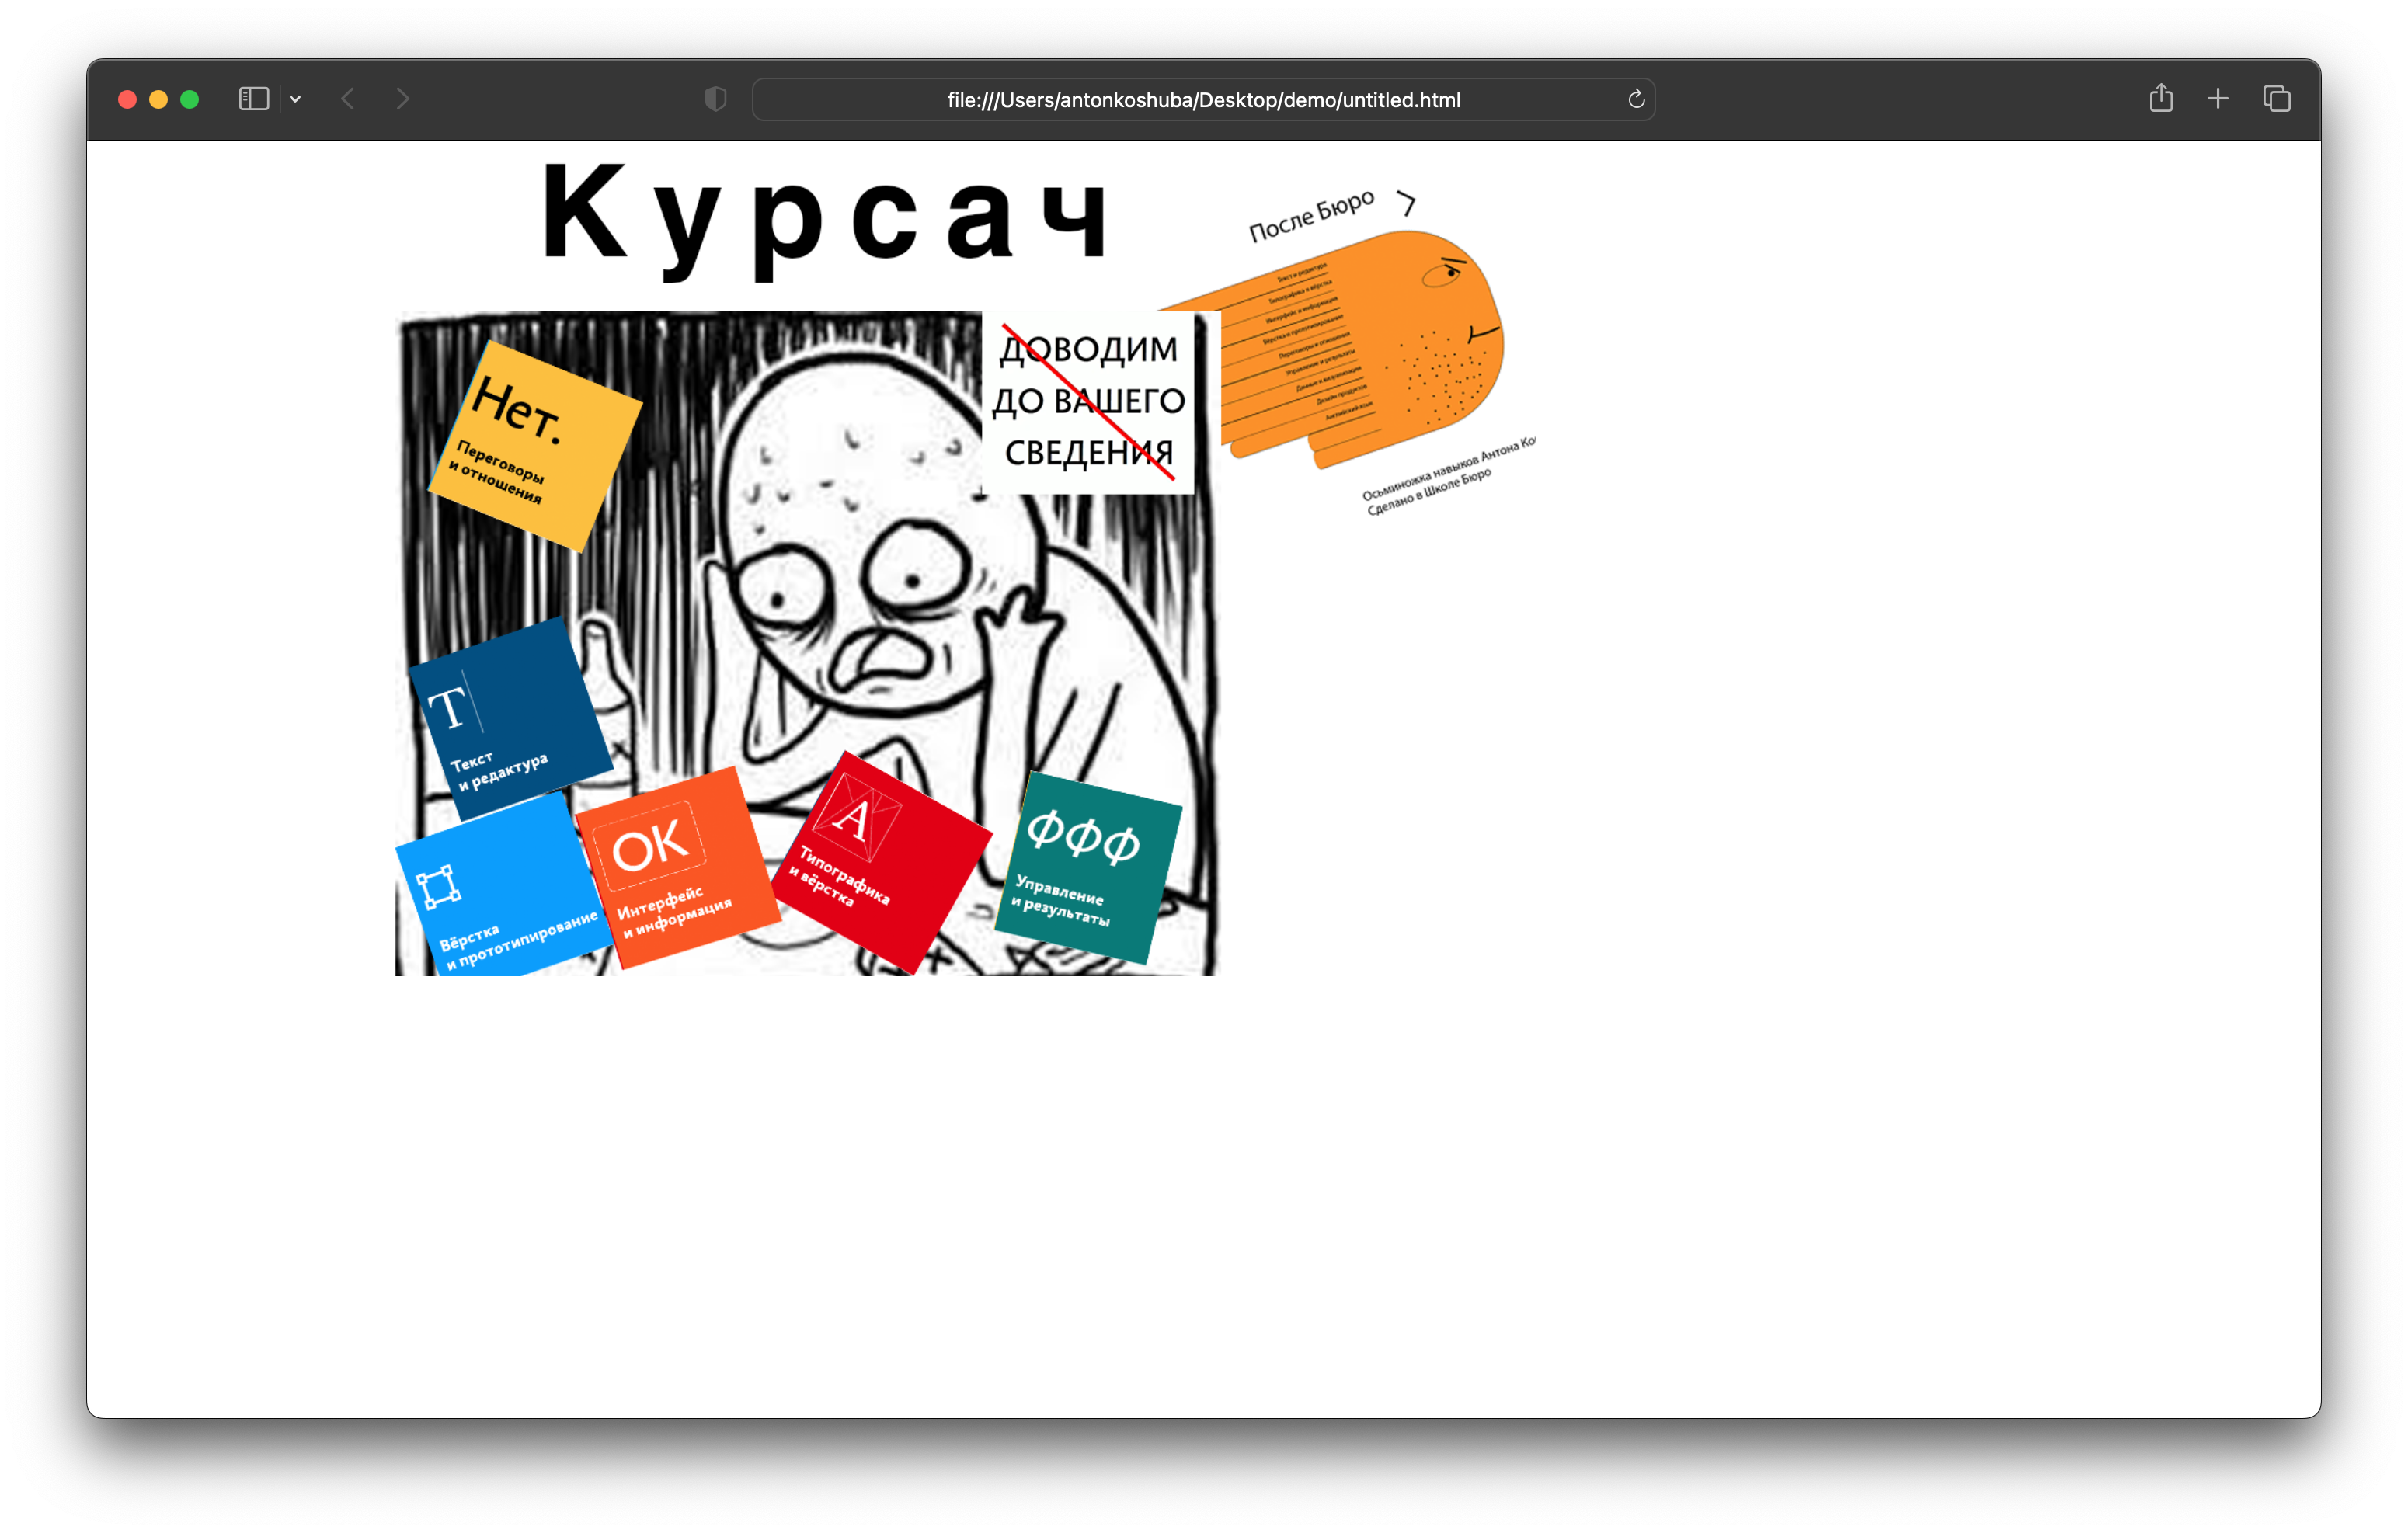 file:///Users/antonkoshuba/Desktop/demo/untitled.html
Курсач
После Бюро
Текст и редактура
Типографика и вёрстка
Интерфейс и информация
Вёрстка и прототипирование
Переговоры и отношения
Управление и результаты
Данные и визуализация
Дизайн продуктов
Английский язык
Осьминожка навыков Антона
Сделано в Школе Бюро
ДОВОДИМ
ДО ВАШЕГО
СВЕДЕНИЯ
Нет.
Переговоры
и отношения
Т
Текст
и редактура
Вёрстка
и прототипирование
ОК
Интерфейс
и информация
А
Типографика
и вёрстка
ффф
Управление
и результаты